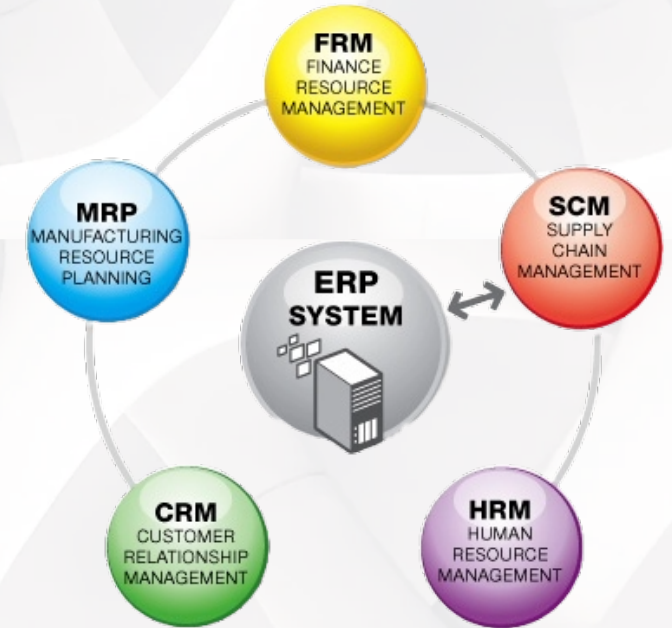 FRM
FINANCE
RESOURCE
MANAGEMENT
MRP
MANUFACTURING
RESOURCE
PLANNING
SCM
SUPPLY
CHAIN
MANAGEMENT
ERP
SYSTEM
CRM
CUSTOMER
RELATIONSHIP
MANAGEMENT
HRM
HUMAN
RESOURCE
MANAGEMENT